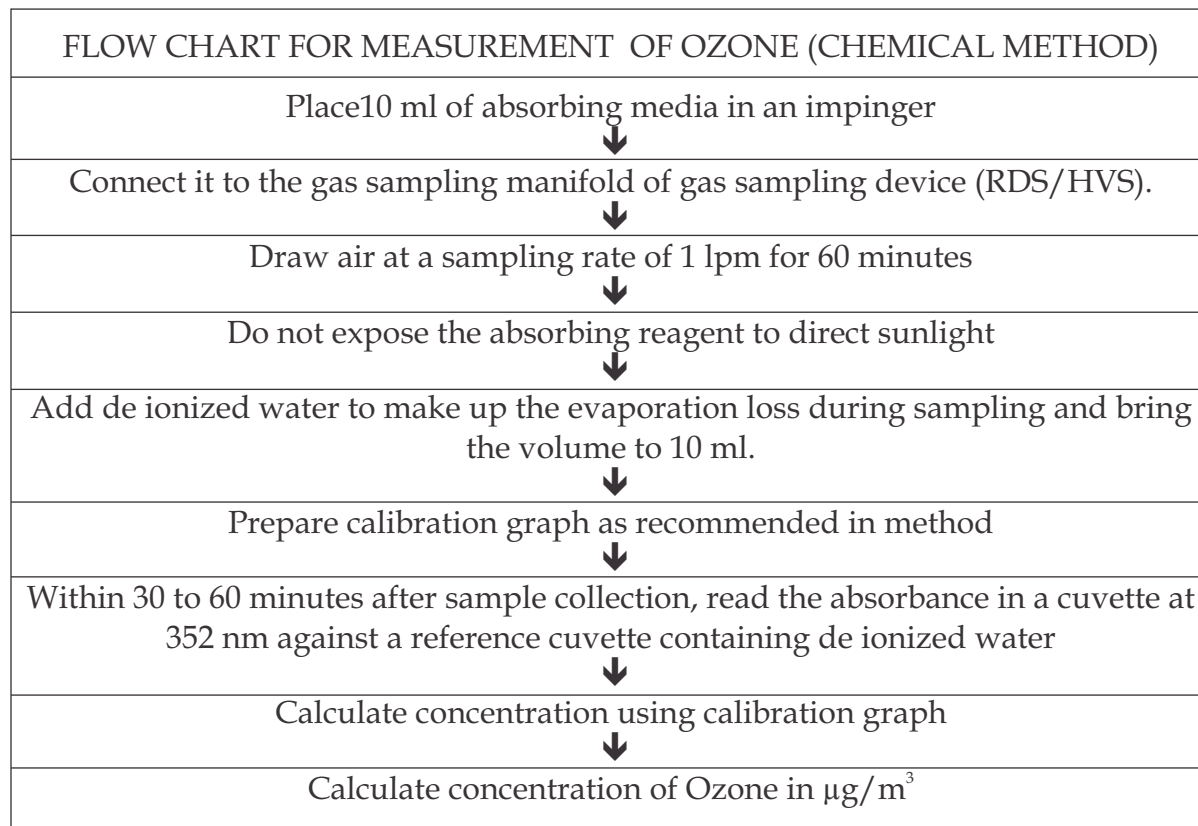 FLOW CHART FOR MEASUREMENT OF OZONE (CHEMICAL METHOD)
Place10 ml of absorbing media in an impinger
Connect it to the gas sampling manifold of gas sampling device (RDS/HVS).
Draw air at a sampling rate of 1 lpm for 60 minutes
Do not expose the absorbing reagent to direct sunlight
Add de ionized water to make up the evaporation loss during sampling and bring
the volume to 10 ml.
Prepare calibration graph as recommended in method
Within 30 to 60 minutes after sample collection, read the absorbance in a cuvette at
352 nm against a reference cuvette containing de ionized water
Calculate concentration using calibration graph
Calculate concentration of Ozone in µg/m³